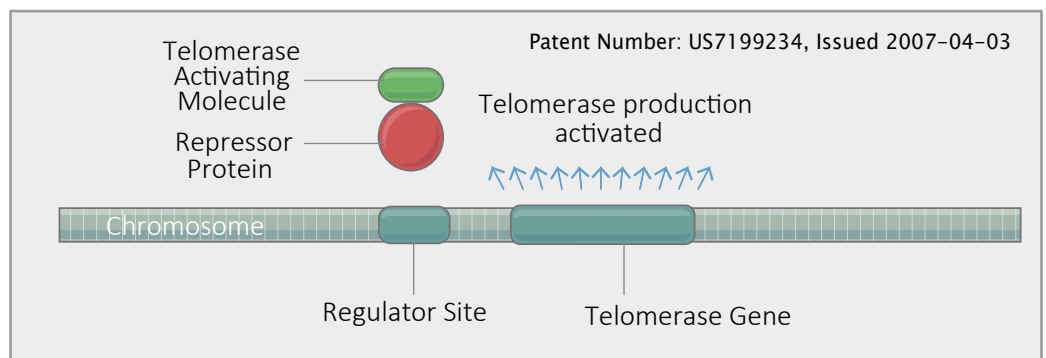 Patent Number: US7199234, Issued 2007-04-03
Telomerase
Activating
Molecule
Repressor
Protein
Telomerase production
activated
Chromosome
Regulator Site
Telomerase Gene